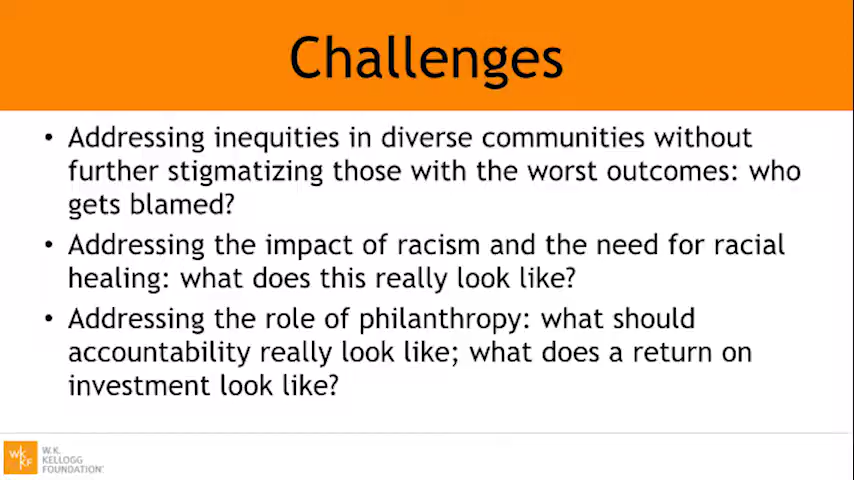 Challenges
• Addressing inequities in diverse communities without
further stigmatizing those with the worst outcomes: who
gets blamed?
• Addressing the impact of racism and the need for racial
healing: what does this really look like?
• Addressing the role of philanthropy: what should
accountability really look like; what does a return on
investment look like?
WK
KF
W.K.
KELLOGG
FOUNDATION